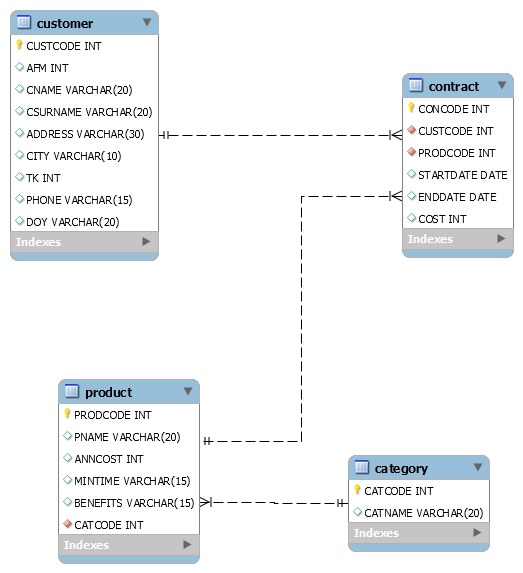 customer
CUSTCODE INT
AFM INT
CNAME VARCHAR(20)
CSURNAME VARCHAR(20)
ADDRESS VARCHAR(30)
CITY VARCHAR(10)
TK INT
PHONE VARCHAR(15)
DOY VARCHAR(20)
Indexes
contract
CONCODE INT
CUSTCODE INT
PRODCODE INT
STARTDATE DATE
ENDDATE DATE
COST INT
Indexes
product
PRODCODE INT
PNAME VARCHAR(20)
ANNCOST INT
MINTIME VARCHAR(15)
BENEFITS VARCHAR(15)
CATCODE INT
Indexes
category
CATCODE INT
CATNAME VARCHAR(20)
Indexes